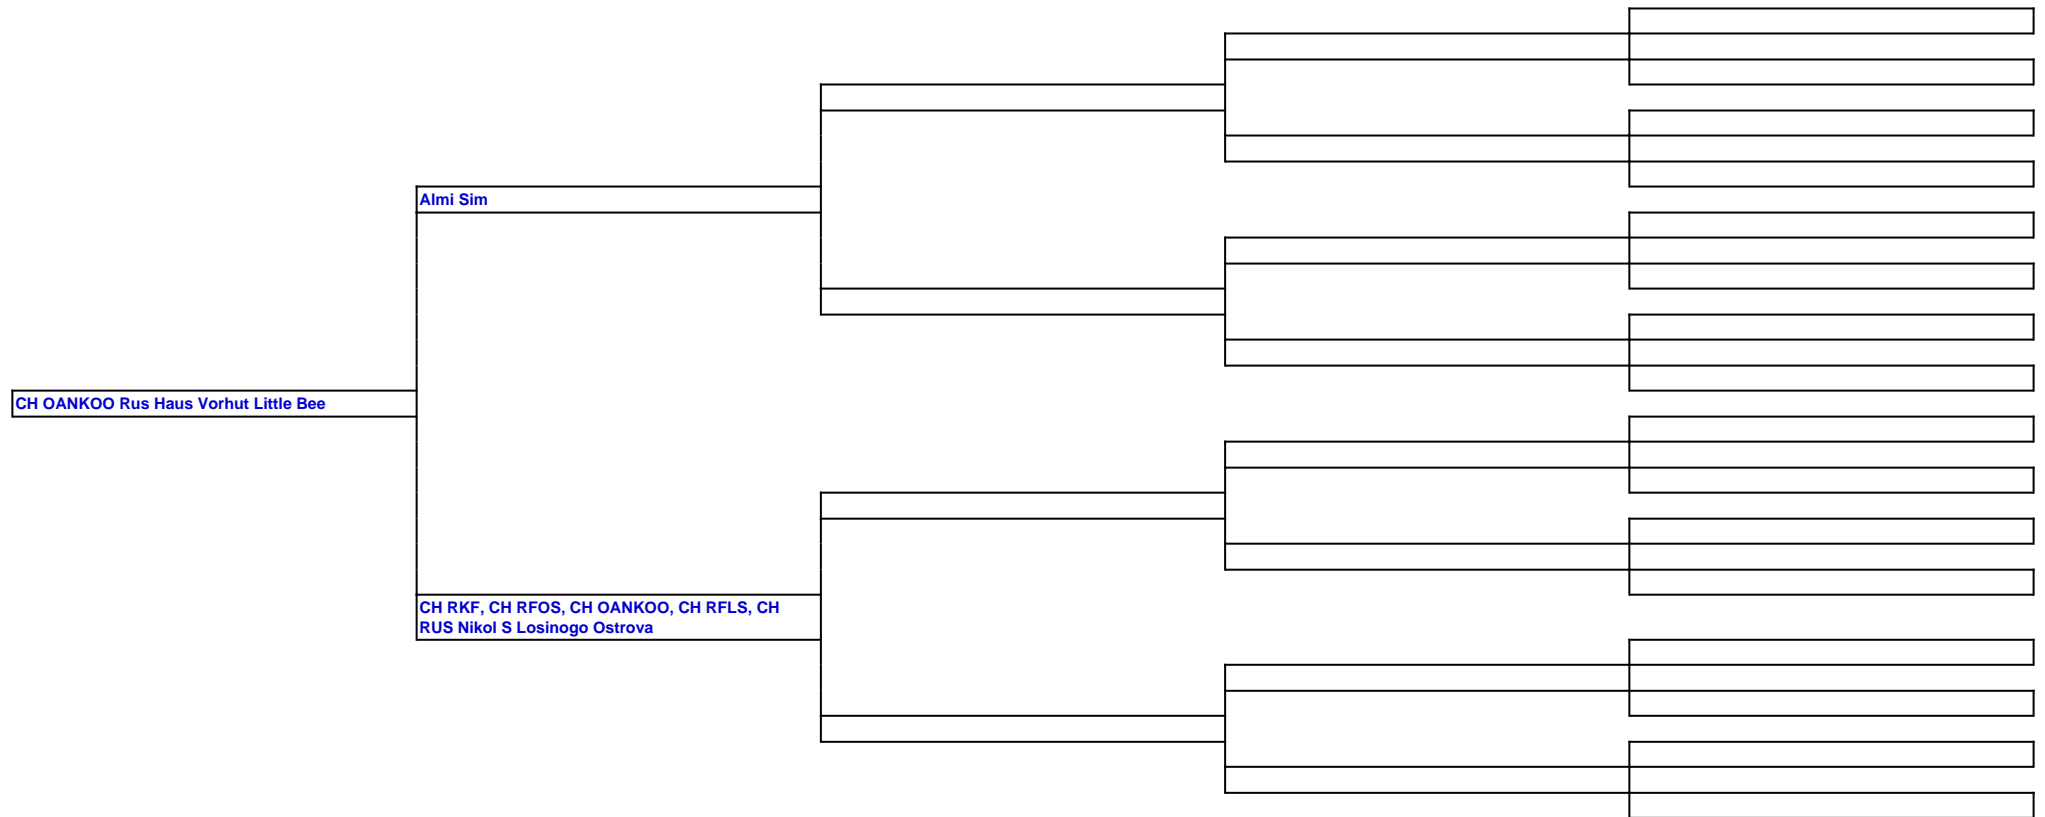 Almi Sim
CH OANKOO Rus Haus Vorhut Little Bee
CH RKF, CH RFOS, CH OANKOO, CH RFLS, CH
RUS Nikol S Losinogo Ostrova